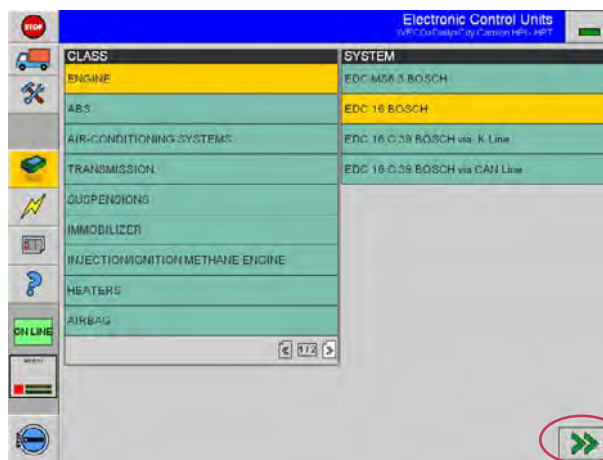 STOP
Electronic Control Units
IVECO\Daily\City Camion HPI - HPT
CLASS
SYSTEM
ENGINE
EDC MS6.3 BOSCH
ABS
EDC 16 BOSCH
AIR-CONDITIONING SYSTEMS
EDC 16 C 39 BOSCH via K Line
TRANSMISSION
EDC 16 C 39 BOSCH via CAN Line
SUSPENSIONS
IMMOBILIZER
INJECTION/IGNITION METHANE ENGINE
HEATERS
AIRBAG
1/2
ON LINE
STOP